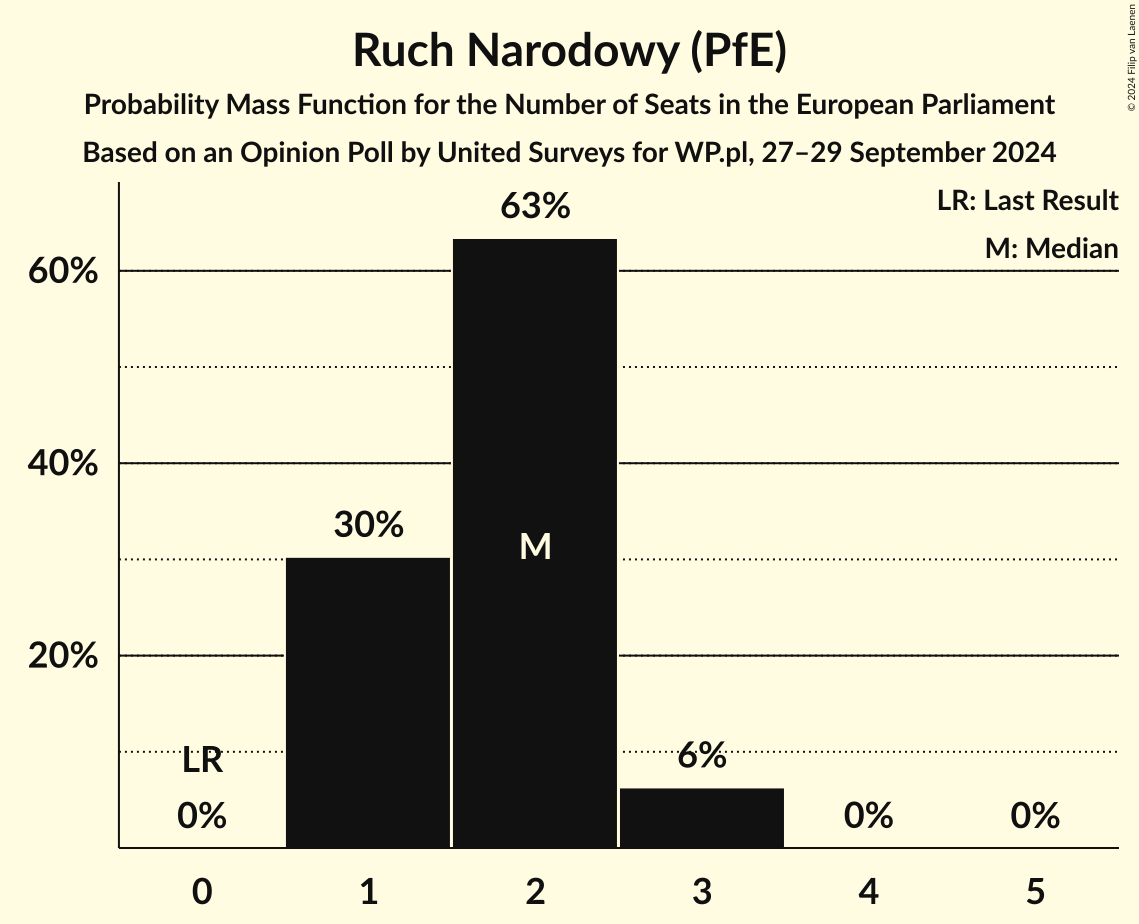 Ruch Narodowy (PfE)
Probability Mass Function for the Number of Seats in the European Parliament
Based on an Opinion Poll by United Surveys for WP.pl, 27–29 September 2024
© 2024 Filip van Laenen
LR: Last Result
M: Median
63%
60%
40%
30%
M
20%
LR
6%
0%
0%
0%
0
1
2
3
4
5